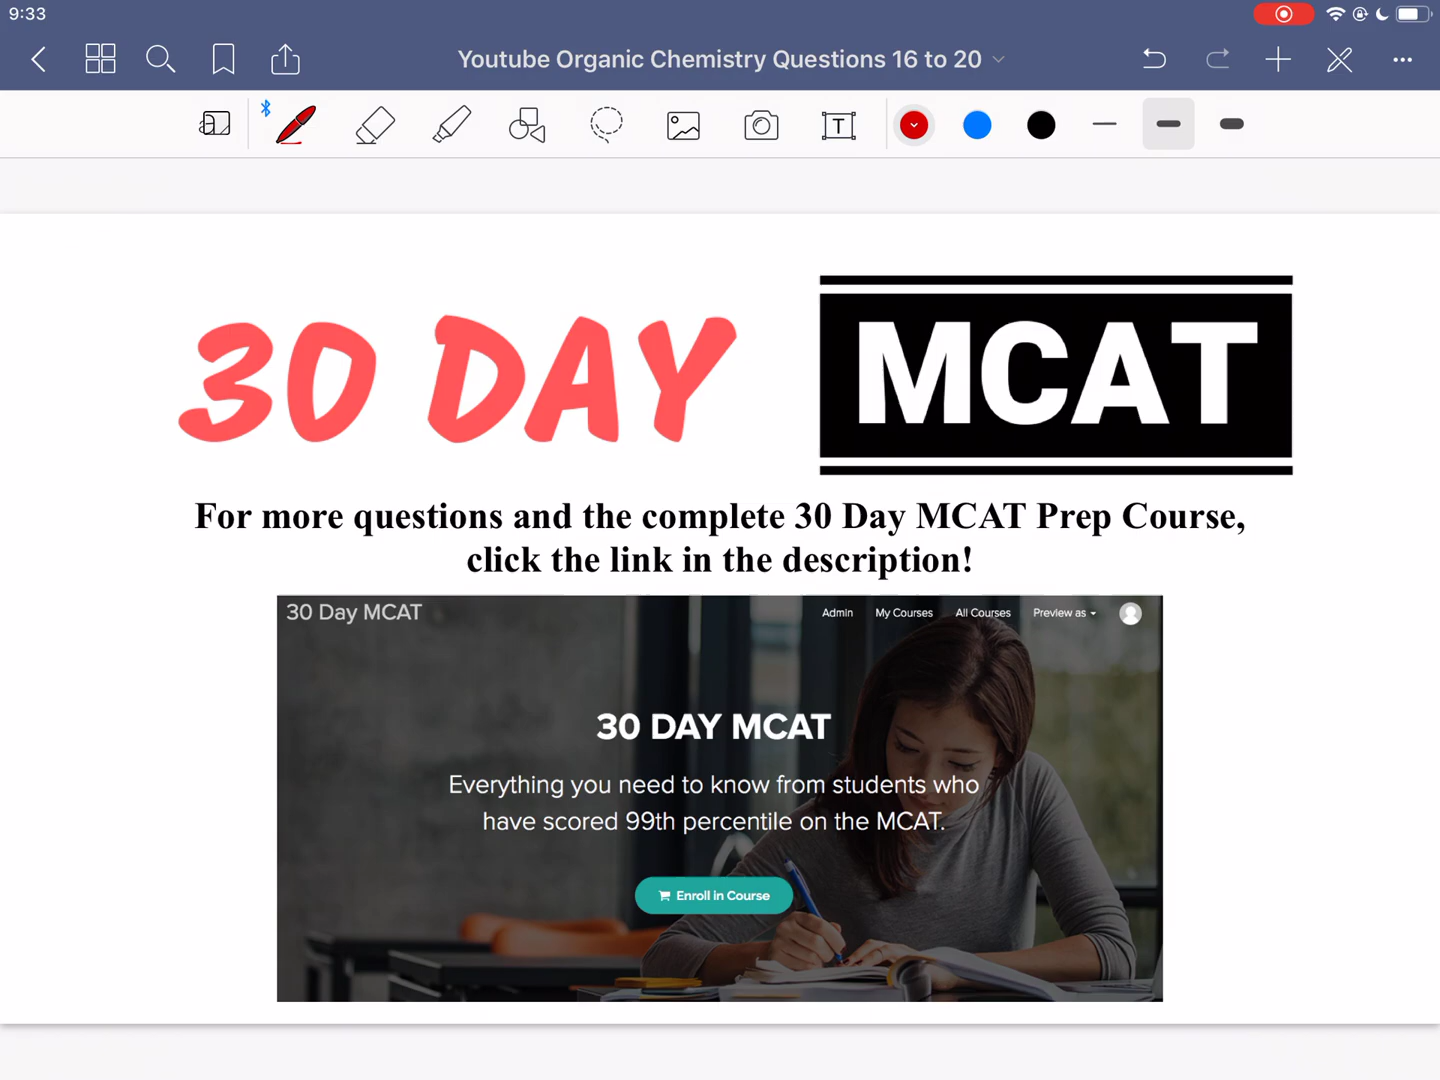 9:33
Youtube Organic Chemistry Questions 16 to 20
T
30 DAY MCAT
For more questions and the complete 30 Day MCAT Prep Course,
click the link in the description!
30 Day MCAT Admin My Courses All Courses Preview as
30 DAY MCAT
Everything you need to know from students who
have scored 99th percentile on the MCAT.
Enroll in Course